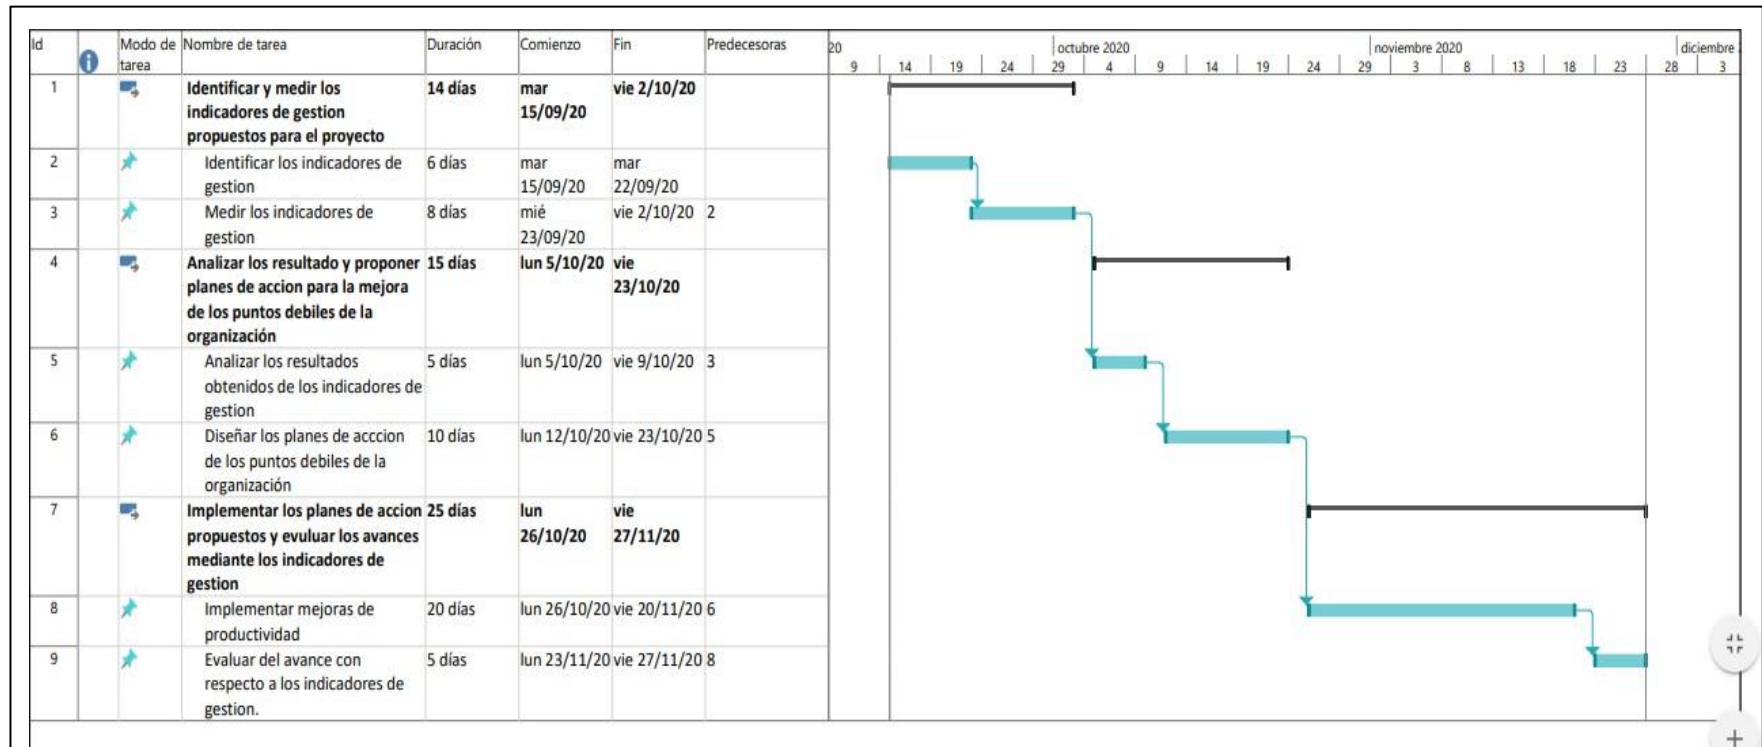 Id Modo de tarea Nombre de tarea Duración Comienzo Fin Predecesoras
20 octubre 2020 noviembre 2020 diciembre
9 14 19 24 29 4 9 14 19 24 29 3 8 13 18 23 28 3
1 Identificar y medir los 14 días mar vie 2/10/20
indicadores de gestion 15/09/20
propuestos para el proyecto
2 Identificar los indicadores de 6 días mar mar
gestion 15/09/20 22/09/20
3 Medir los indicadores de 8 días mié vie 2/10/20 2
gestion 23/09/20
4 Analizar los resultado y proponer 15 días lun 5/10/20 vie
planes de accion para la mejora 23/10/20
de los puntos debiles de la
organización
5 Analizar los resultados 5 días lun 5/10/20 vie 9/10/20 3
obtenidos de los indicadores de
gestion
6 Diseñar los planes de acccion 10 días lun 12/10/20 vie 23/10/20 5
de los puntos debiles de la
organización
7 Implementar los planes de accion 25 días lun vie
propuestos y evuluar los avances 26/10/20 27/11/20
mediante los indicadores de
gestion
8 Implementar mejoras de 20 días lun 26/10/20 vie 20/11/20 6
productividad
9 Evaluar del avance con 5 días lun 23/11/20 vie 27/11/20 8
respecto a los indicadores de
gestion.